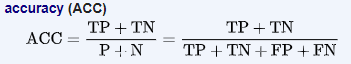 accuracy (ACC)
ACC = (TP + TN) / (P + N) = (TP + TN) / (TP + TN + FP + FN)